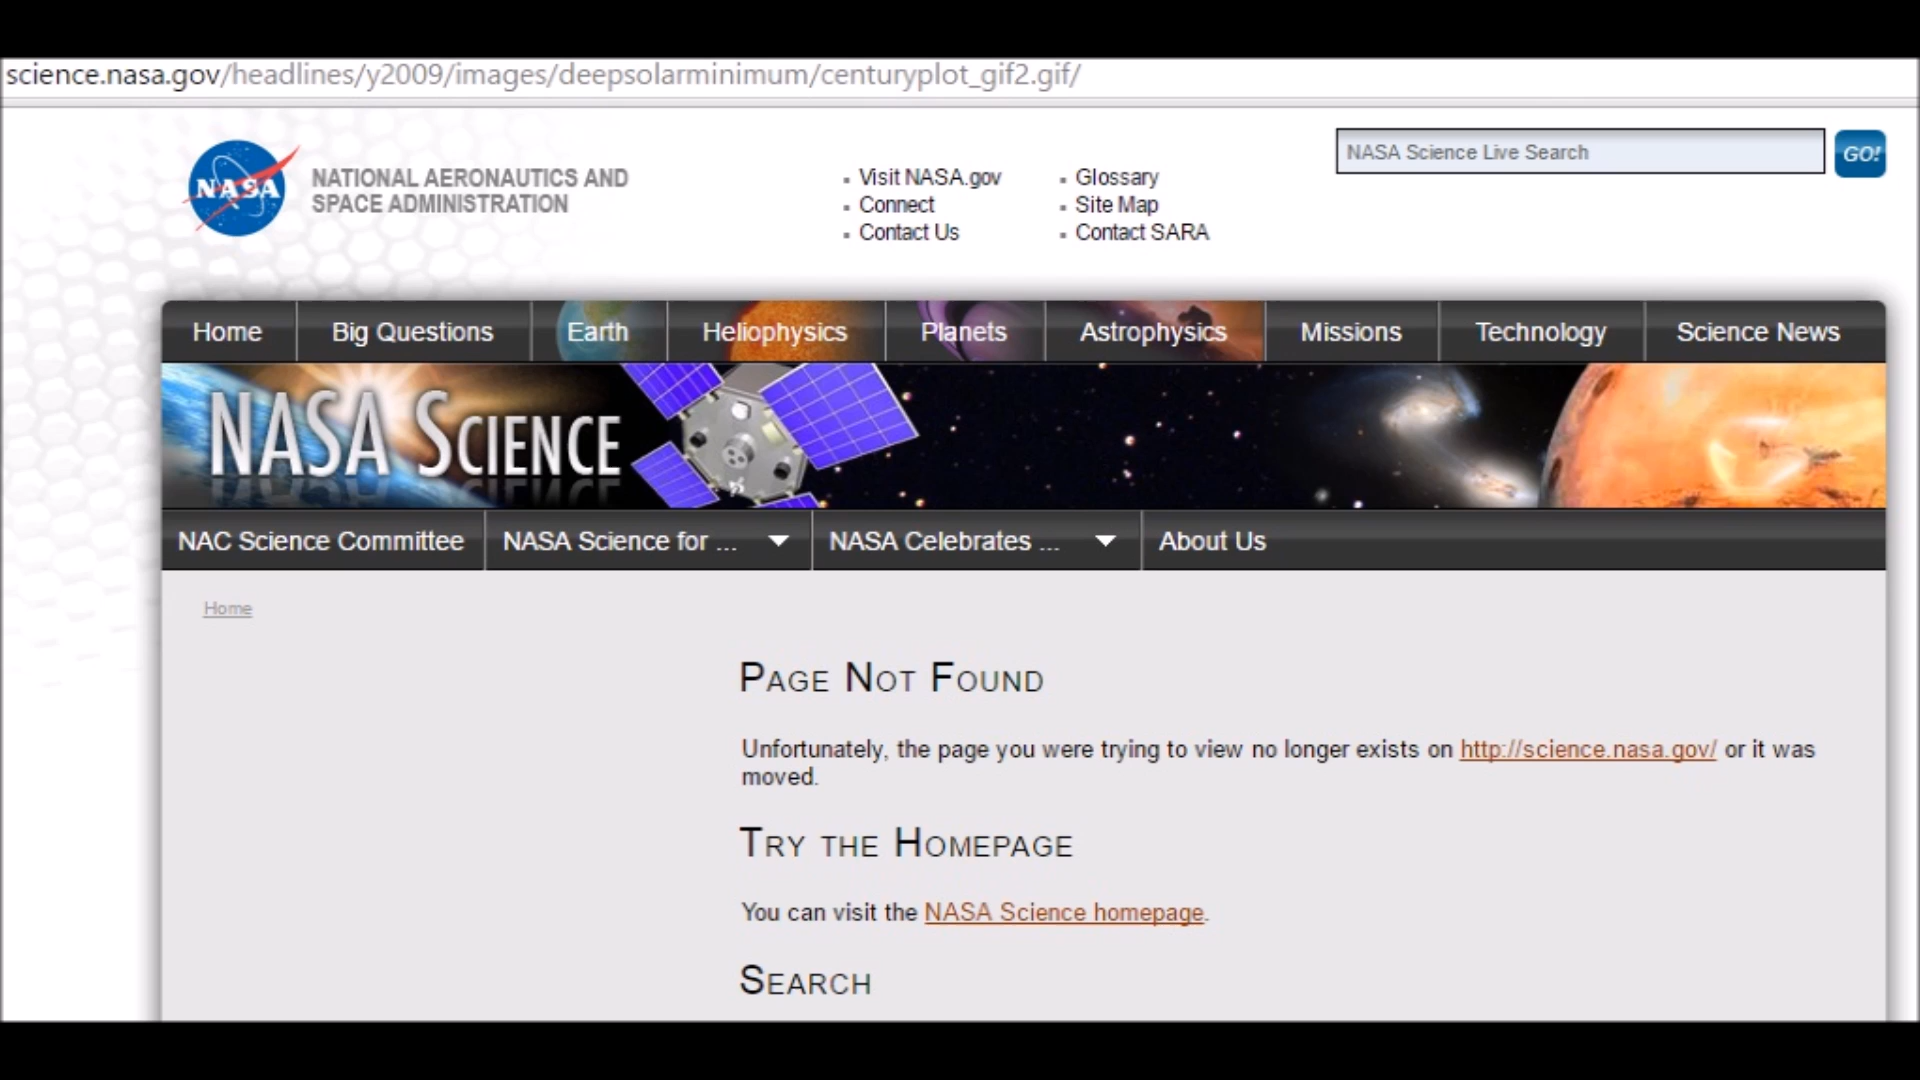 science.nasa.gov/headlines/y2009/images/deepsolarminimum/centuryplot_gif2.gif/
NASA
NATIONAL AERONAUTICS AND
SPACE ADMINISTRATION
Visit NASA.gov
Connect
Contact Us
Glossary
Site Map
Contact SARA
NASA Science Live Search
GO!
Home Big Questions Earth Heliophysics Planets Astrophysics Missions Technology Science News
NASA SCIENCE
NAC Science Committee NASA Science for ... NASA Celebrates ... About Us
Home
PAGE NOT FOUND
Unfortunately, the page you were trying to view no longer exists on http://science.nasa.gov/ or it was
moved.
TRY THE HOMEPAGE
You can visit the NASA Science homepage.
SEARCH